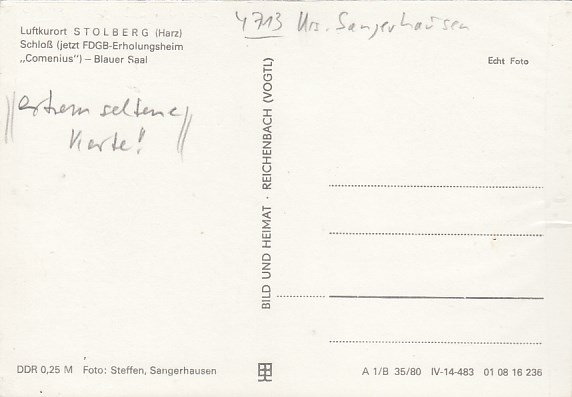 4713 Krs. Sangerhausen
Luftkurort STOLBERG (Harz)
Schloß (jetzt FDGB-Erholungsheim
„Comenius") – Blauer Saal
Echt Foto
//extrem seltene//
Karte!
BILD UND HEIMAT · REICHENBACH (VOGTL)
DDR 0,25 M Foto: Steffen, Sangerhausen
A 1/B 35/80 IV-14-483 01 08 16 236